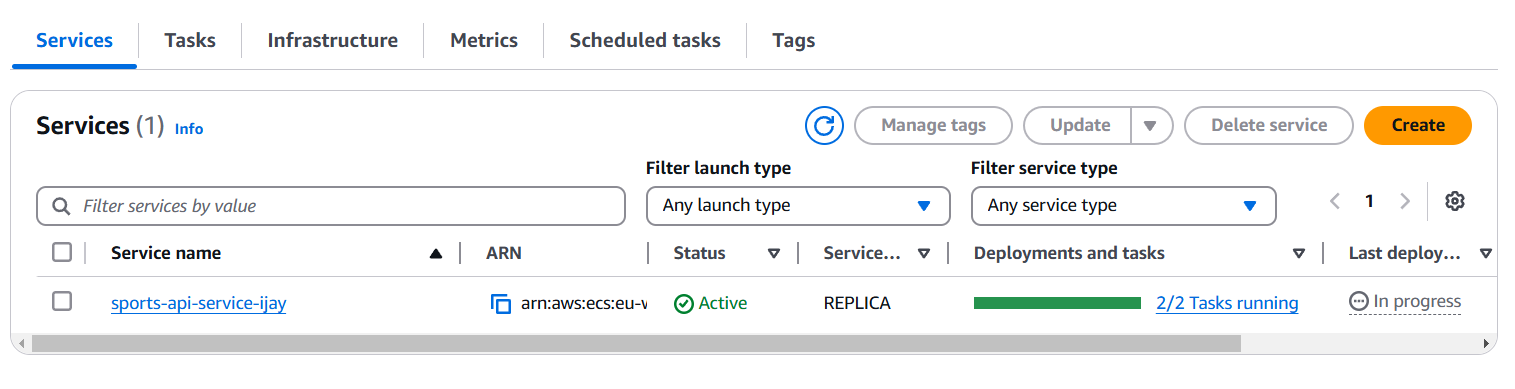 Services Tasks Infrastructure Metrics Scheduled tasks Tags
Services (1) Info Manage tags Update Delete service Create
Filter launch type Filter service type
Filter services by value Any launch type Any service type 1
Service name ARN Status Service... Deployments and tasks Last deploy...
sports-api-service-ijay arn:aws:ecs:eu-v Active REPLICA 2/2 Tasks running In progress